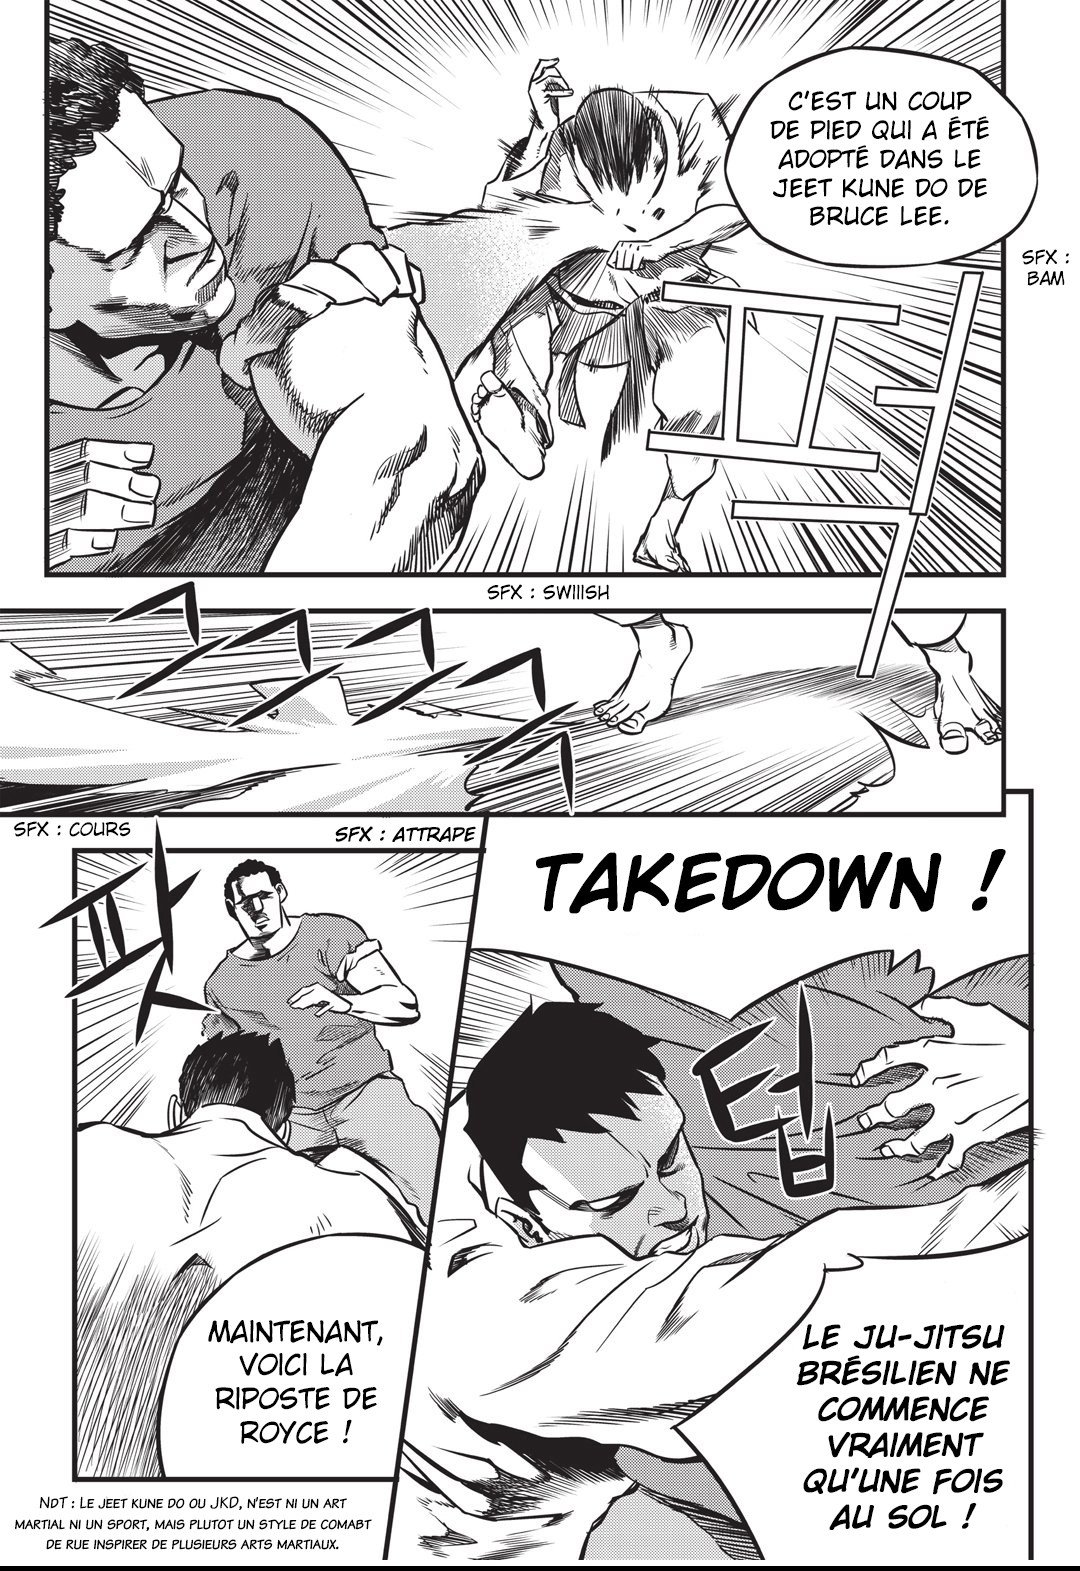 C'EST UN COUP
DE PIED QUI A ÉTÉ
ADOPTÉ DANS LE
JEET KUNE DO DE
BRUCE LEE.
SFX :
BAM
퍽
SFX : SWIIISH
SFX : COURS
SFX : ATTRAPE
팟
TAKEDOWN !
텁
MAINTENANT,
VOICI LA
RIPOSTE DE
ROYCE !
LE JU-JITSU
BRÉSILIEN NE
COMMENCE
VRAIMENT
QU'UNE FOIS
AU SOL !
NDT : LE JEET KUNE DO OU JKD, N'EST NI UN ART
MARTIAL NI UN SPORT, MAIS PLUTOT UN STYLE DE COMABT
DE RUE INSPIRER DE PLUSIEURS ARTS MARTIAUX.